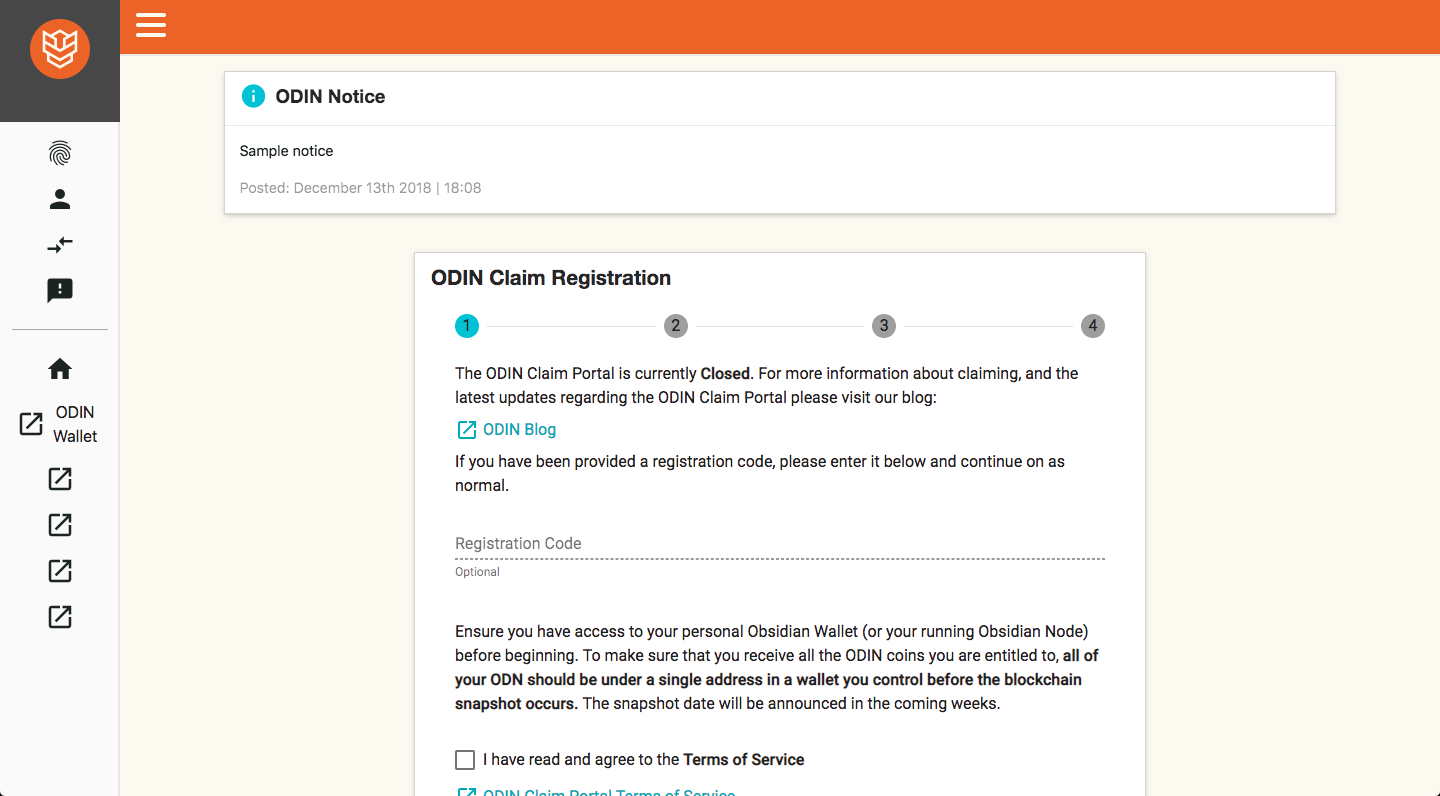 ODIN Notice
Sample notice
Posted: December 13th 2018 | 18:08
ODIN Claim Registration
1 2 3 4
The ODIN Claim Portal is currently Closed. For more information about claiming, and the
latest updates regarding the ODIN Claim Portal please visit our blog:
ODIN Blog
If you have been provided a registration code, please enter it below and continue on as
normal.
Registration Code
Optional
Ensure you have access to your personal Obsidian Wallet (or your running Obsidian Node)
before beginning. To make sure that you receive all the ODIN coins you are entitled to, all of
your ODN should be under a single address in a wallet you control before the blockchain
snapshot occurs. The snapshot date will be announced in the coming weeks.
I have read and agree to the Terms of Service
ODIN Claim Portal Terms of Service
ODIN
Wallet